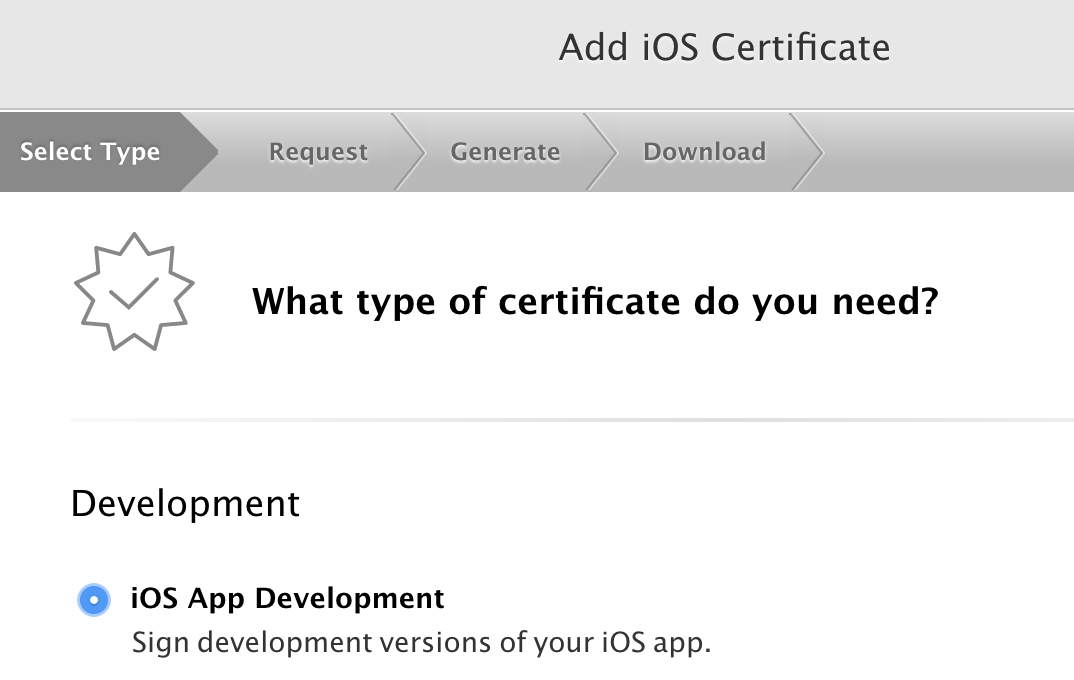 Add iOS Certificate
Select Type
Request
Generate
Download
What type of certificate do you need?
Development
iOS App Development
Sign development versions of your iOS app.